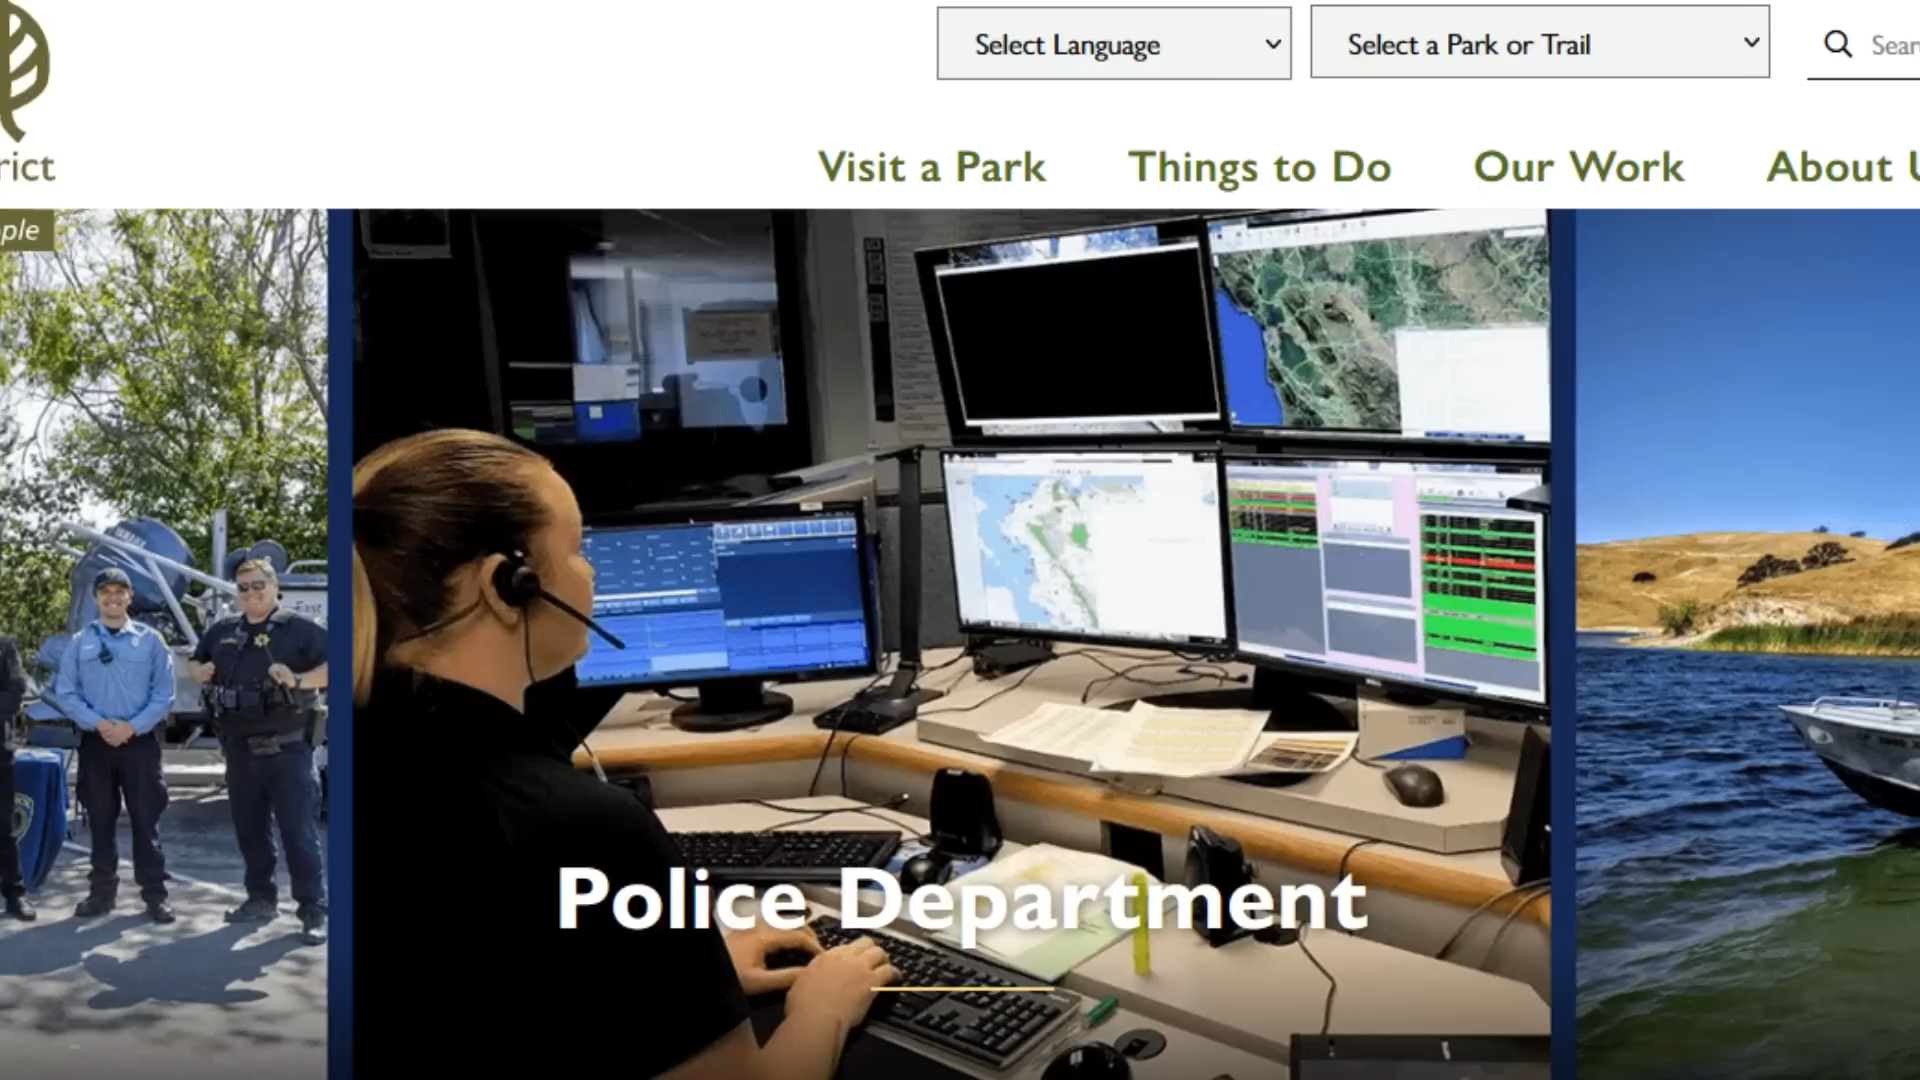 Select Language
Select a Park or Trail
Sear
rict
Visit a Park
Things to Do
Our Work
About U
ple
Police Department